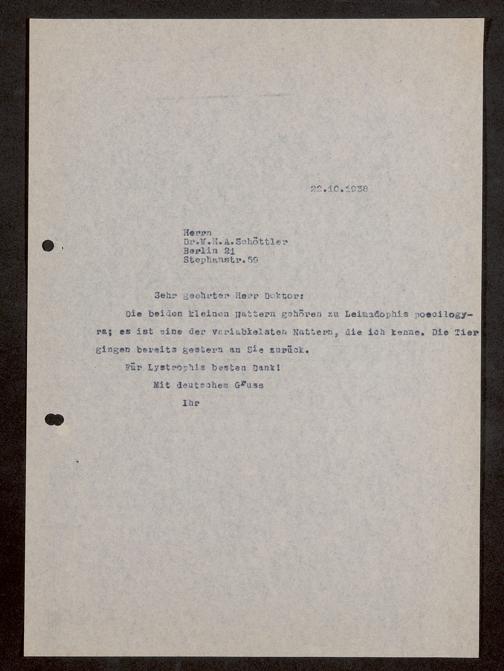 22.10.1938
Herrn
Dr.W.H.A.Schöttler
Berlin 21
Stephanstr.59
Sehr geehrter Herr Doktor:
Die beiden kleinen Nattern gehören zu Leimadophis poecilogy-
ra; es ist eine der variabkelsten Nattern, die ich kenne. Die Tier
gingen bereits gestern an Sie zurück.
Für Lystrophis besten Dank!
Mit deutschem Gruss
Ihr